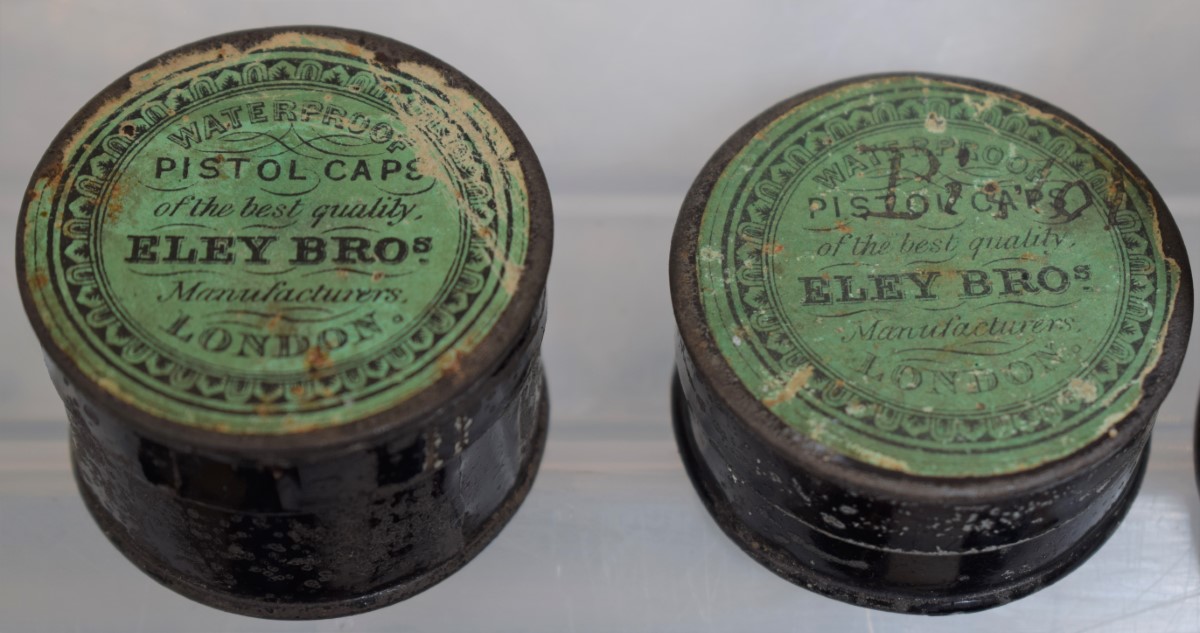 WATERPROOF
PISTOL CAPS
of the best quality,
ELEY BROS
Manufacturers,
LONDON.
WATERPROOF
PISTOL CAPS
of the best quality,
ELEY BROS
Manufacturers,
LONDON.